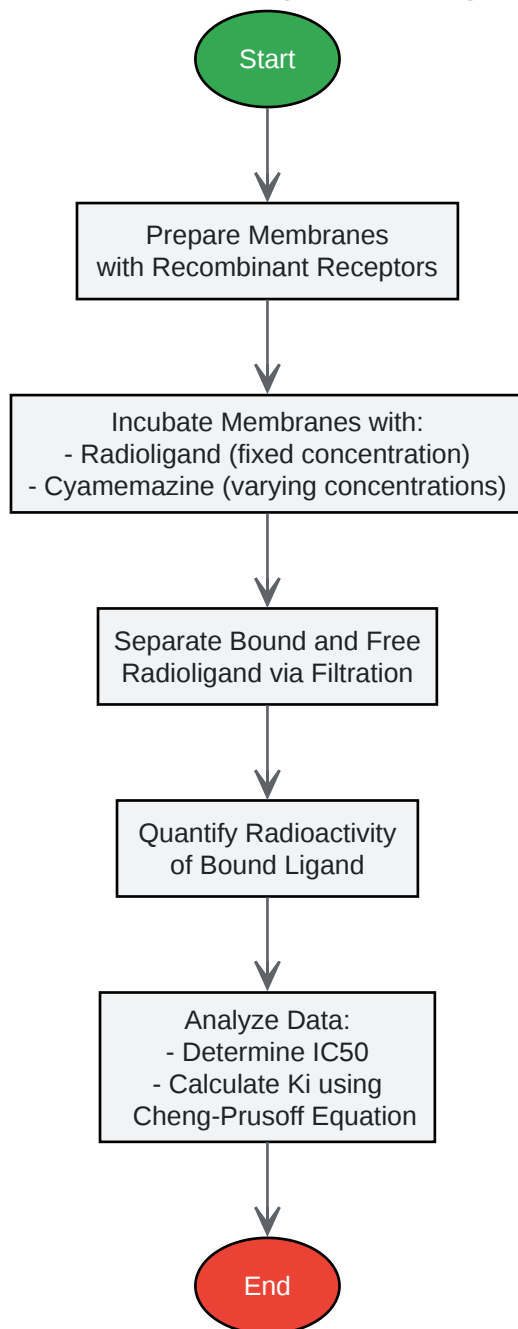 Start
Prepare Membranes
with Recombinant Receptors
Incubate Membranes with:
- Radioligand (fixed concentration)
- Cyamemazine (varying concentrations)
Separate Bound and Free
Radioligand via Filtration
Quantify Radioactivity
of Bound Ligand
Analyze Data:
- Determine IC50
- Calculate Ki using
Cheng-Prusoff Equation
End